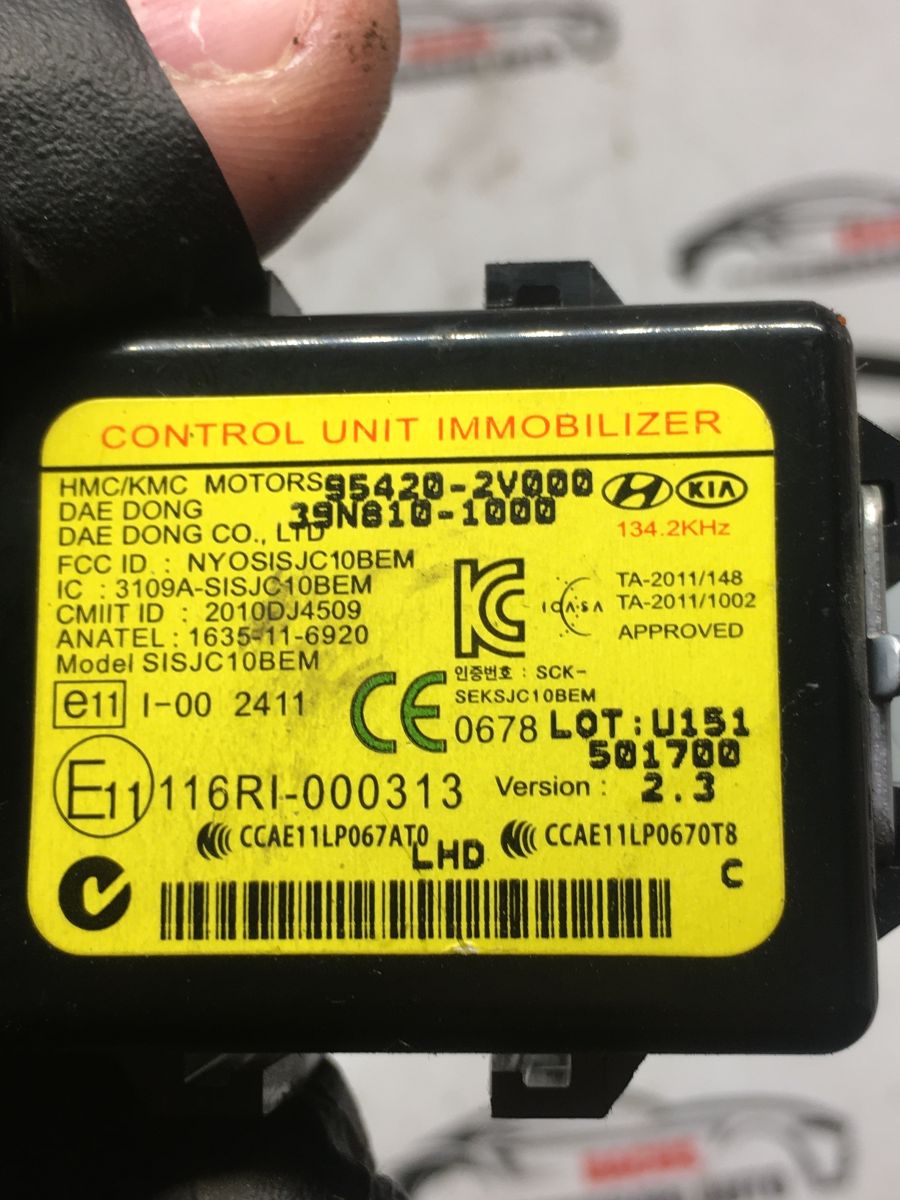 CONTROL UNIT IMMOBILIZER
HMC/KMC MOTORS 95420-2V000
DAE DONG 39N810-1000
DAE DONG CO., LTD
KIA
134.2KHz
FCC ID : NYOSISJC10BEM
IC : 3109A-SISJC10BEM
CMIIT ID : 2010DJ4509
ANATEL : 1635-11-6920
Model SISJC10BEM
ICASA
TA-2011/148
TA-2011/1002
APPROVED
인증번호 : SCK-
SEKSJC10BEM
e11 I-00 2411
CE 0678 LOT:U151
501700
E11 116RI-000313
Version : 2.3
CCAE11LP067AT0
LHD
CCAE11LP0670T8
C